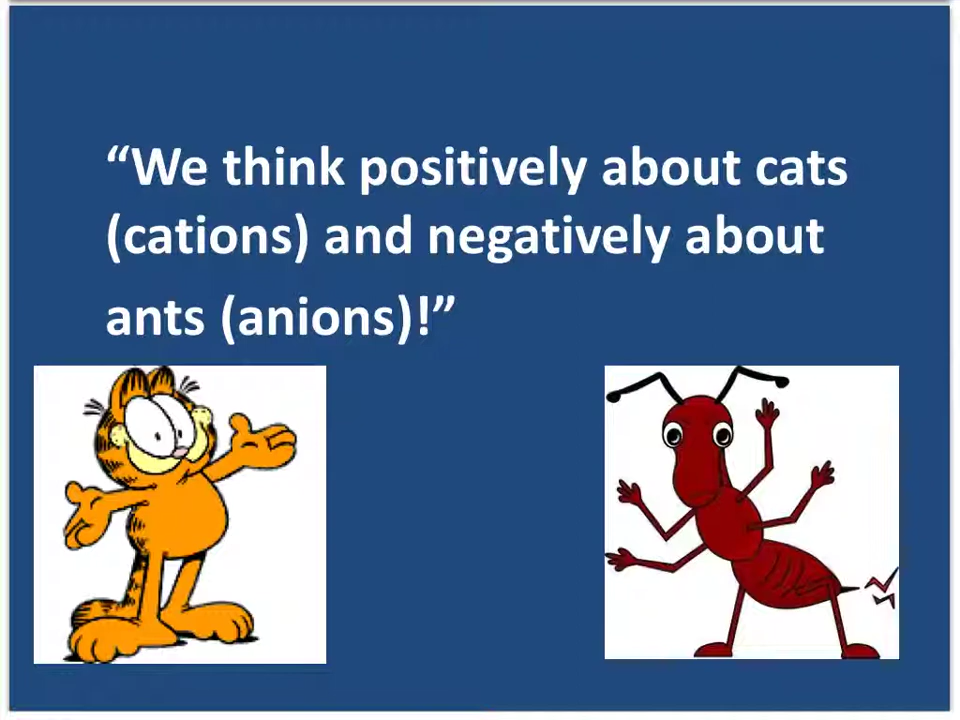 “We think positively about cats
(cations) and negatively about
ants (anions)!”